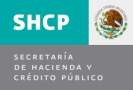 SHCP
SECRETARÍA
DE HACIENDA Y
CRÉDITO PÚBLICO